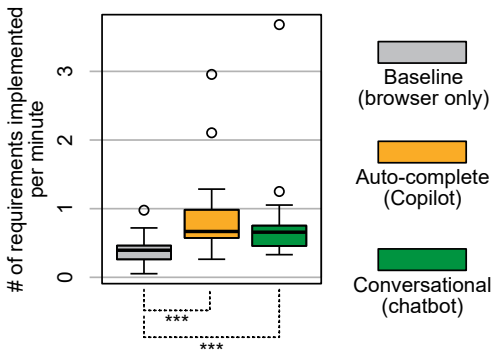 # of requirements implemented
per minute
3
2
1
0
***
***
Baseline
(browser only)
Auto-complete
(Copilot)
Conversational
(chatbot)